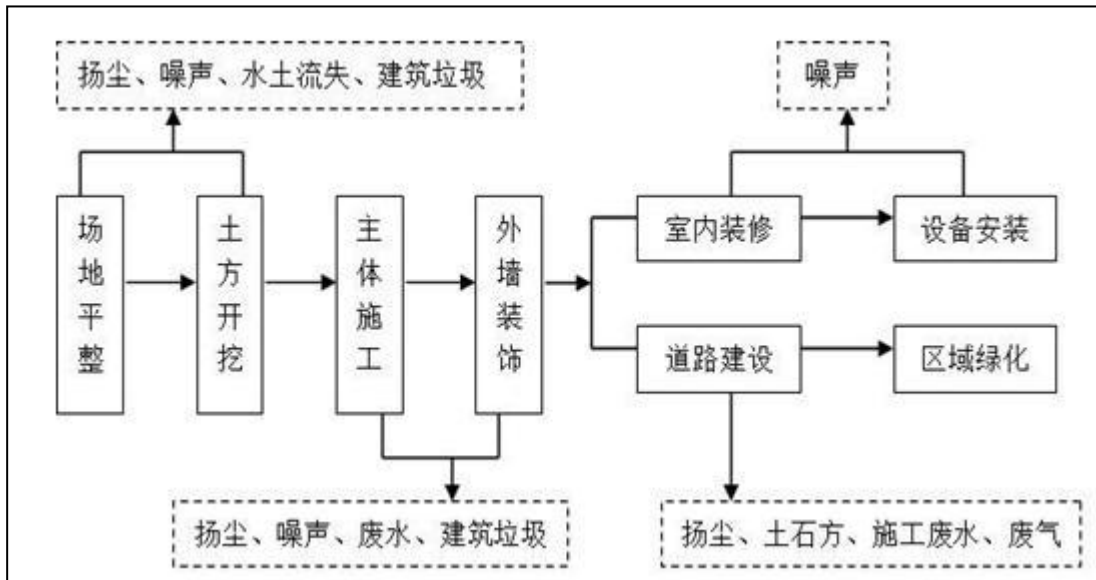 扬尘、噪声、水土流失、建筑垃圾
噪声
场地平整
土方开挖
主体施工
外墙装饰
室内装修
设备安装
道路建设
区域绿化
扬尘、噪声、废水、建筑垃圾
扬尘、土石方、施工废水、废气